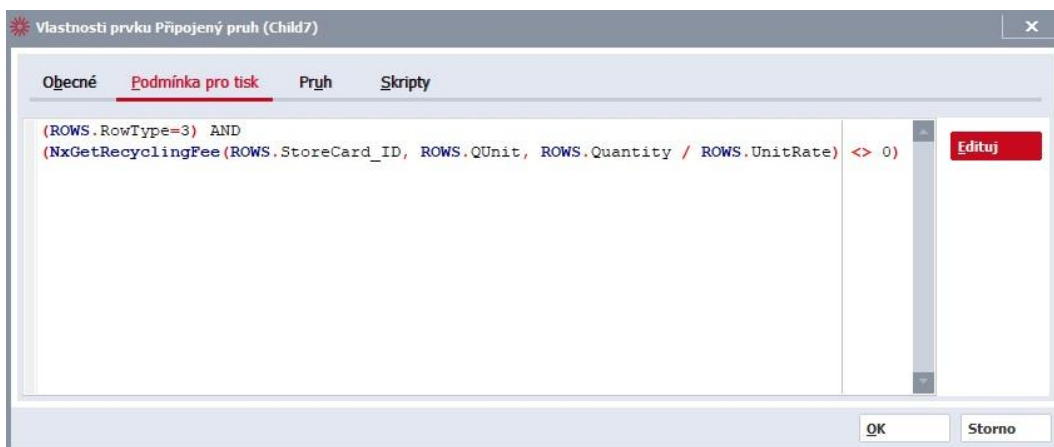 Vlastnosti prvku Připojený pruh (Child7)
Obecné Podmínka pro tisk Pruh Skripty
(ROWS.RowType=3) AND
(NxGetRecyclingFee(ROWS.StoreCard_ID, ROWS.QUnit, ROWS.Quantity / ROWS.UnitRate) <> 0)
Edituj
OK Storno